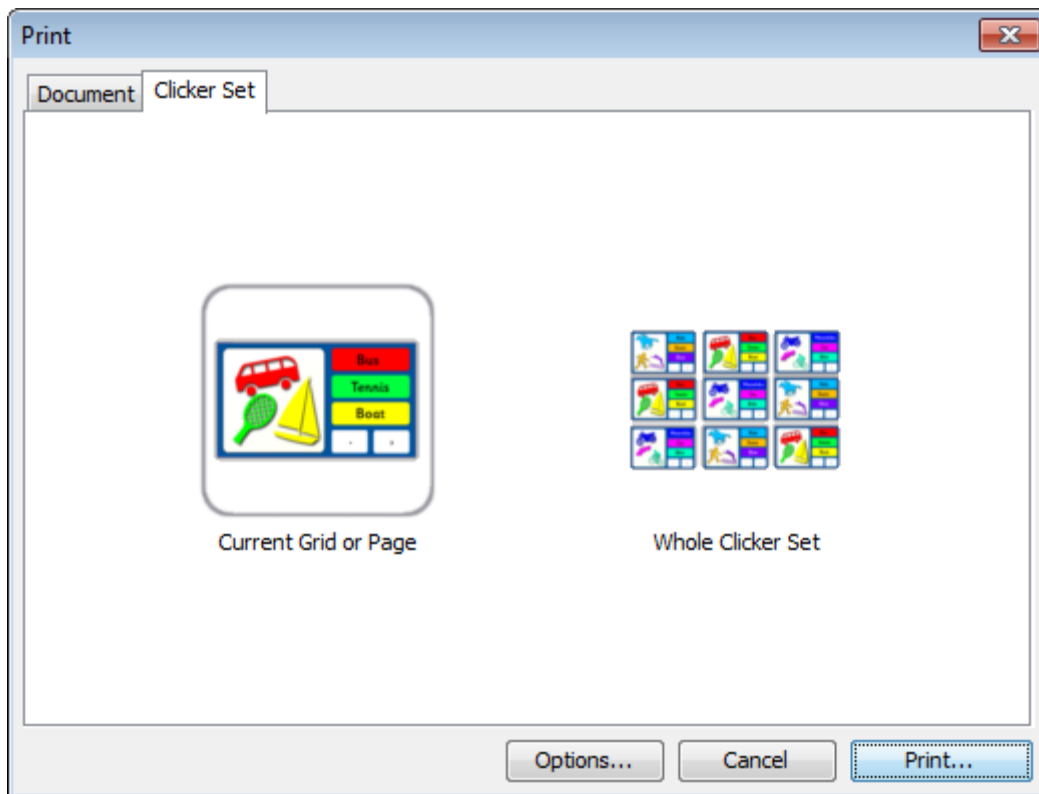 Print
Document Clicker Set
Bus
Tennis
Boat
Current Grid or Page
Whole Clicker Set
Options... Cancel Print...